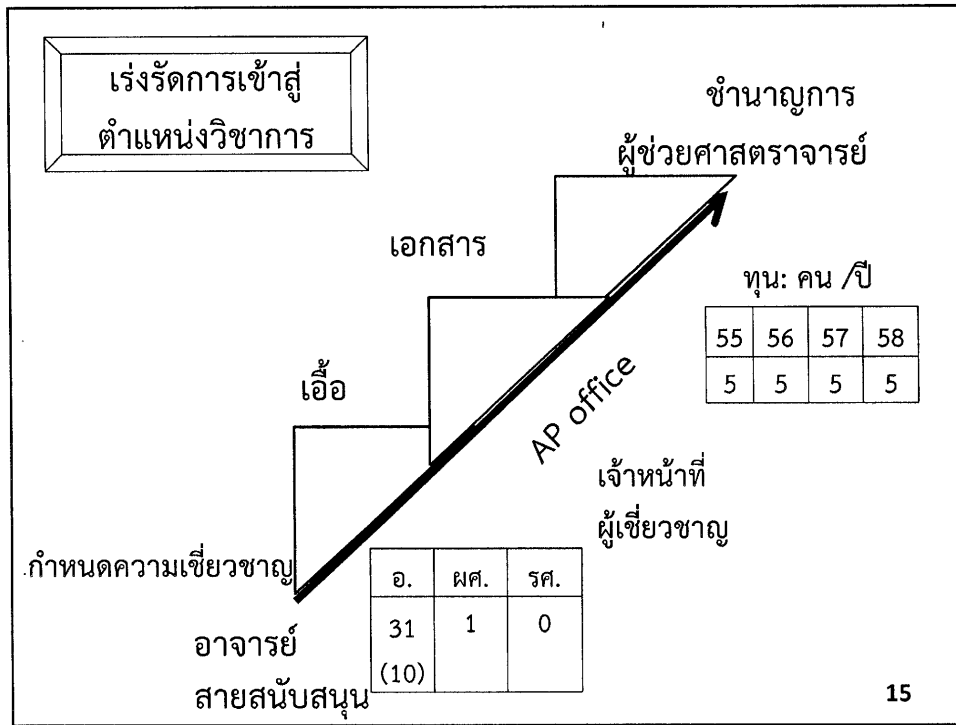 เร่งรัดการเข้าสู่
ตำแหน่งวิชาการ
ชำนาญการ
ผู้ช่วยศาสตราจารย์
เอกสาร
ทุน: คน /ปี
55 56 57 58
5 5 5 5
เอื้อ
AP office
เจ้าหน้าที่
ผู้เชี่ยวชาญ
กำหนดความเชี่ยวชาญ
อ. ผศ. รศ.
31 1 0
(10)
อาจารย์
สายสนับสนุน
15